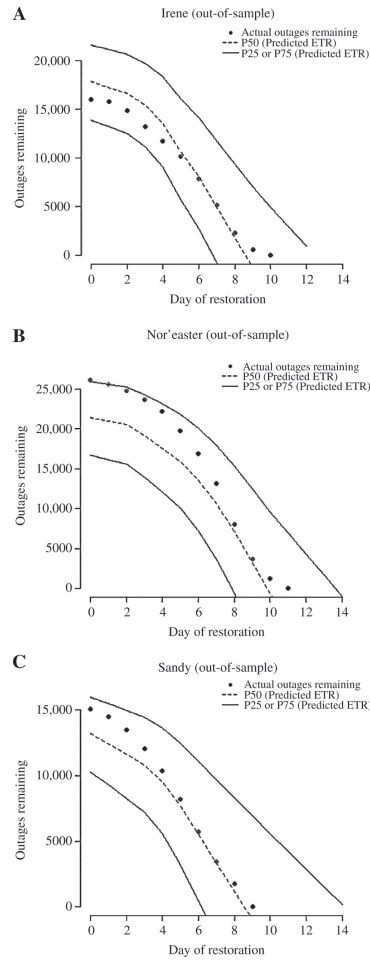 A
Irene (out-of-sample)
Actual outages remaining
P50 (Predicted ETR)
P25 or P75 (Predicted ETR)
20,000
15,000
10,000
5000
0
Outages remaining
0 2 4 6 8 10 12 14
Day of restoration
B
Nor'easter (out-of-sample)
Actual outages remaining
P50 (Predicted ETR)
P25 or P75 (Predicted ETR)
25,000
20,000
15,000
10,000
5000
0
Outages remaining
0 2 4 6 8 10 12 14
Day of restoration
C
Sandy (out-of-sample)
Actual outages remaining
P50 (Predicted ETR)
P25 or P75 (Predicted ETR)
15,000
10,000
5000
0
Outages remaining
0 2 4 6 8 10 12 14
Day of restoration